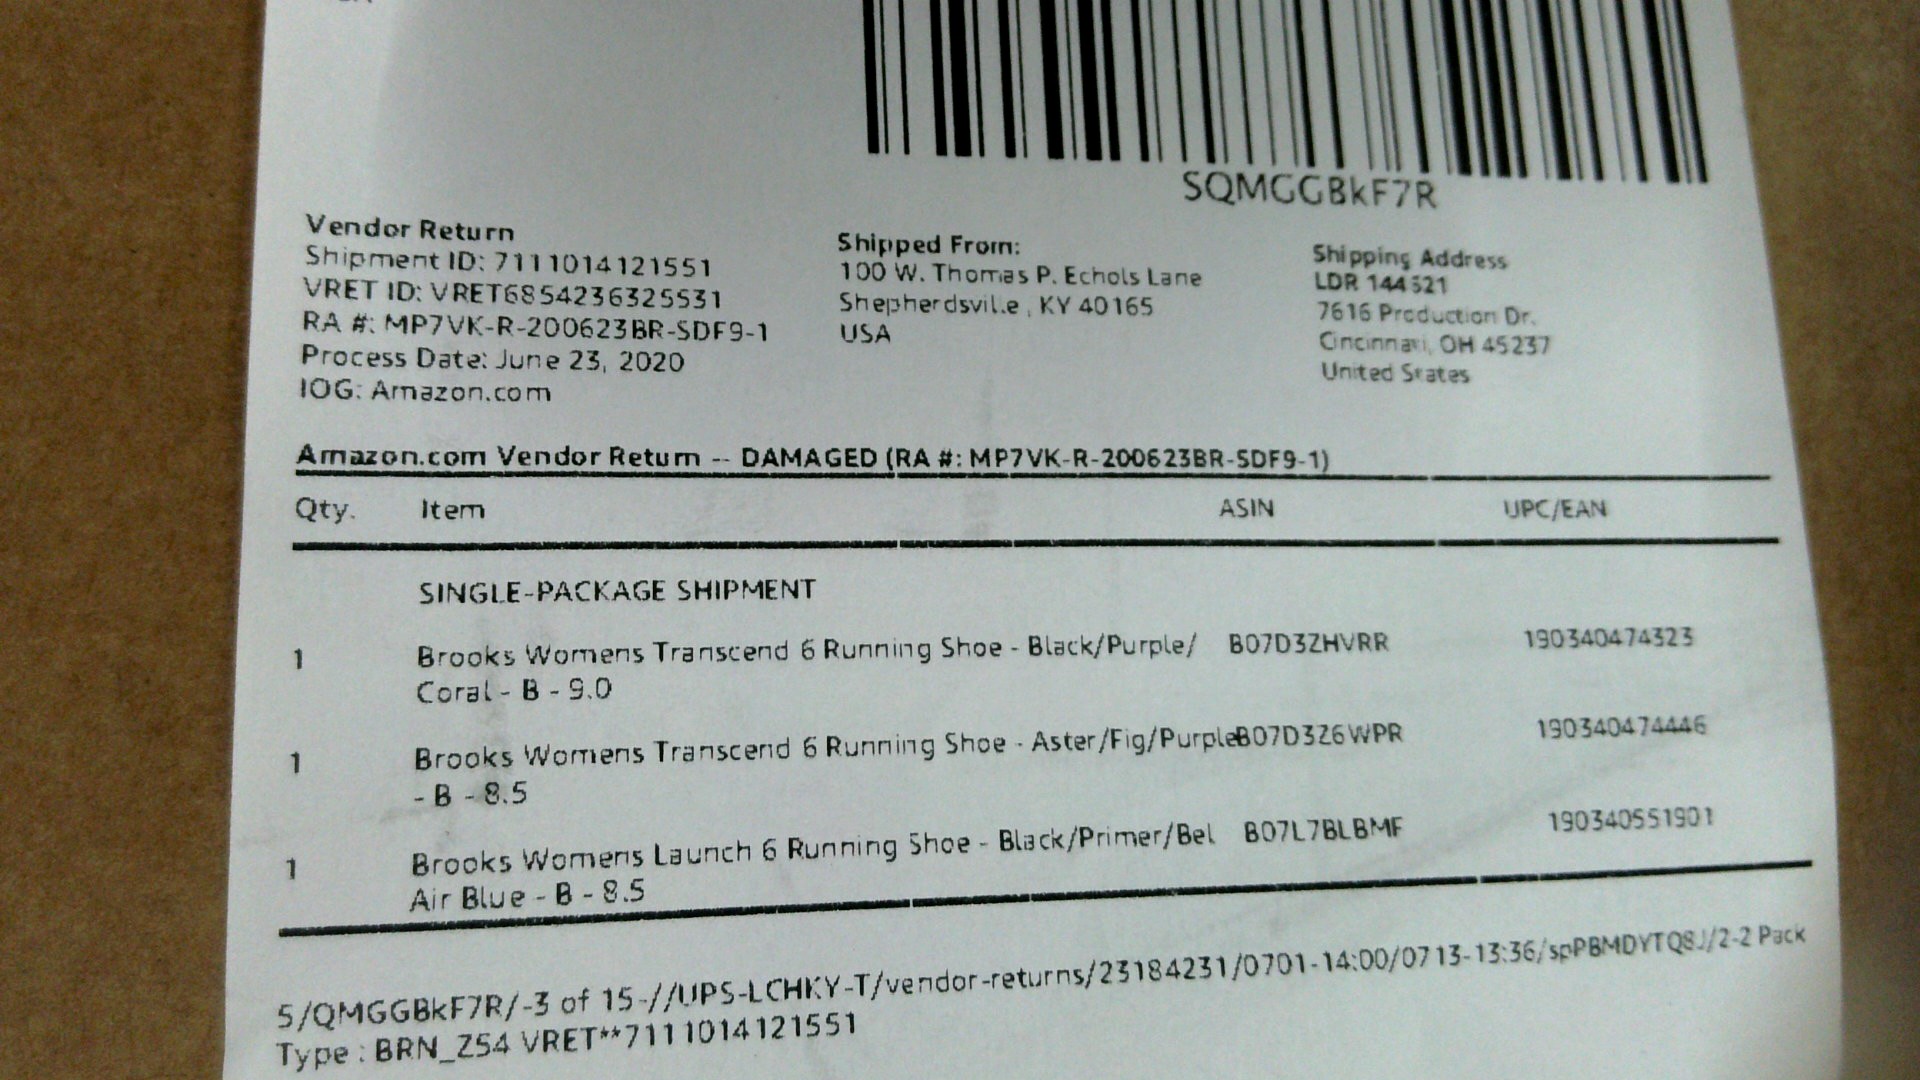 SQMGGBkF7R
Vendor Return
Shipment ID: 7111014121551
VRET ID: VRET6854236325531
RA #: MP7VK-R-200623BR-SDF9-1
Process Date: June 23, 2020
IOG: Amazon.com
Shipped From:
100 W. Thomas P. Echols Lane
Shepherdsville, KY 40165
USA
Shipping Address
LDR 144621
7616 Production Dr.
Cincinnati, OH 45237
United States
Amazon.com Vendor Return -- DAMAGED (RA #: MP7VK-R-200623BR-SDF9-1)
Qty. Item ASIN UPC/EAN
SINGLE-PACKAGE SHIPMENT
1 Brooks Womens Transcend 6 Running Shoe - Black/Purple/ B07D3ZHVRR 190340474323
Coral - B - 9.0
1 Brooks Womens Transcend 6 Running Shoe - Aster/Fig/Purple B07D3Z6WPR 190340474446
- B - 8.5
1 Brooks Womens Launch 6 Running Shoe - Black/Primer/Bel B07L7BLBMF 190340551901
Air Blue - B - 8.5
5/QMGGBkF7R/-3 of 15-//UPS-LCHKY-T/vendor-returns/23184231/0701-14:00/0713-13:36/spPBMDYTQ8J/2-2 Pack
Type : BRN_Z54 VRET**7111014121551